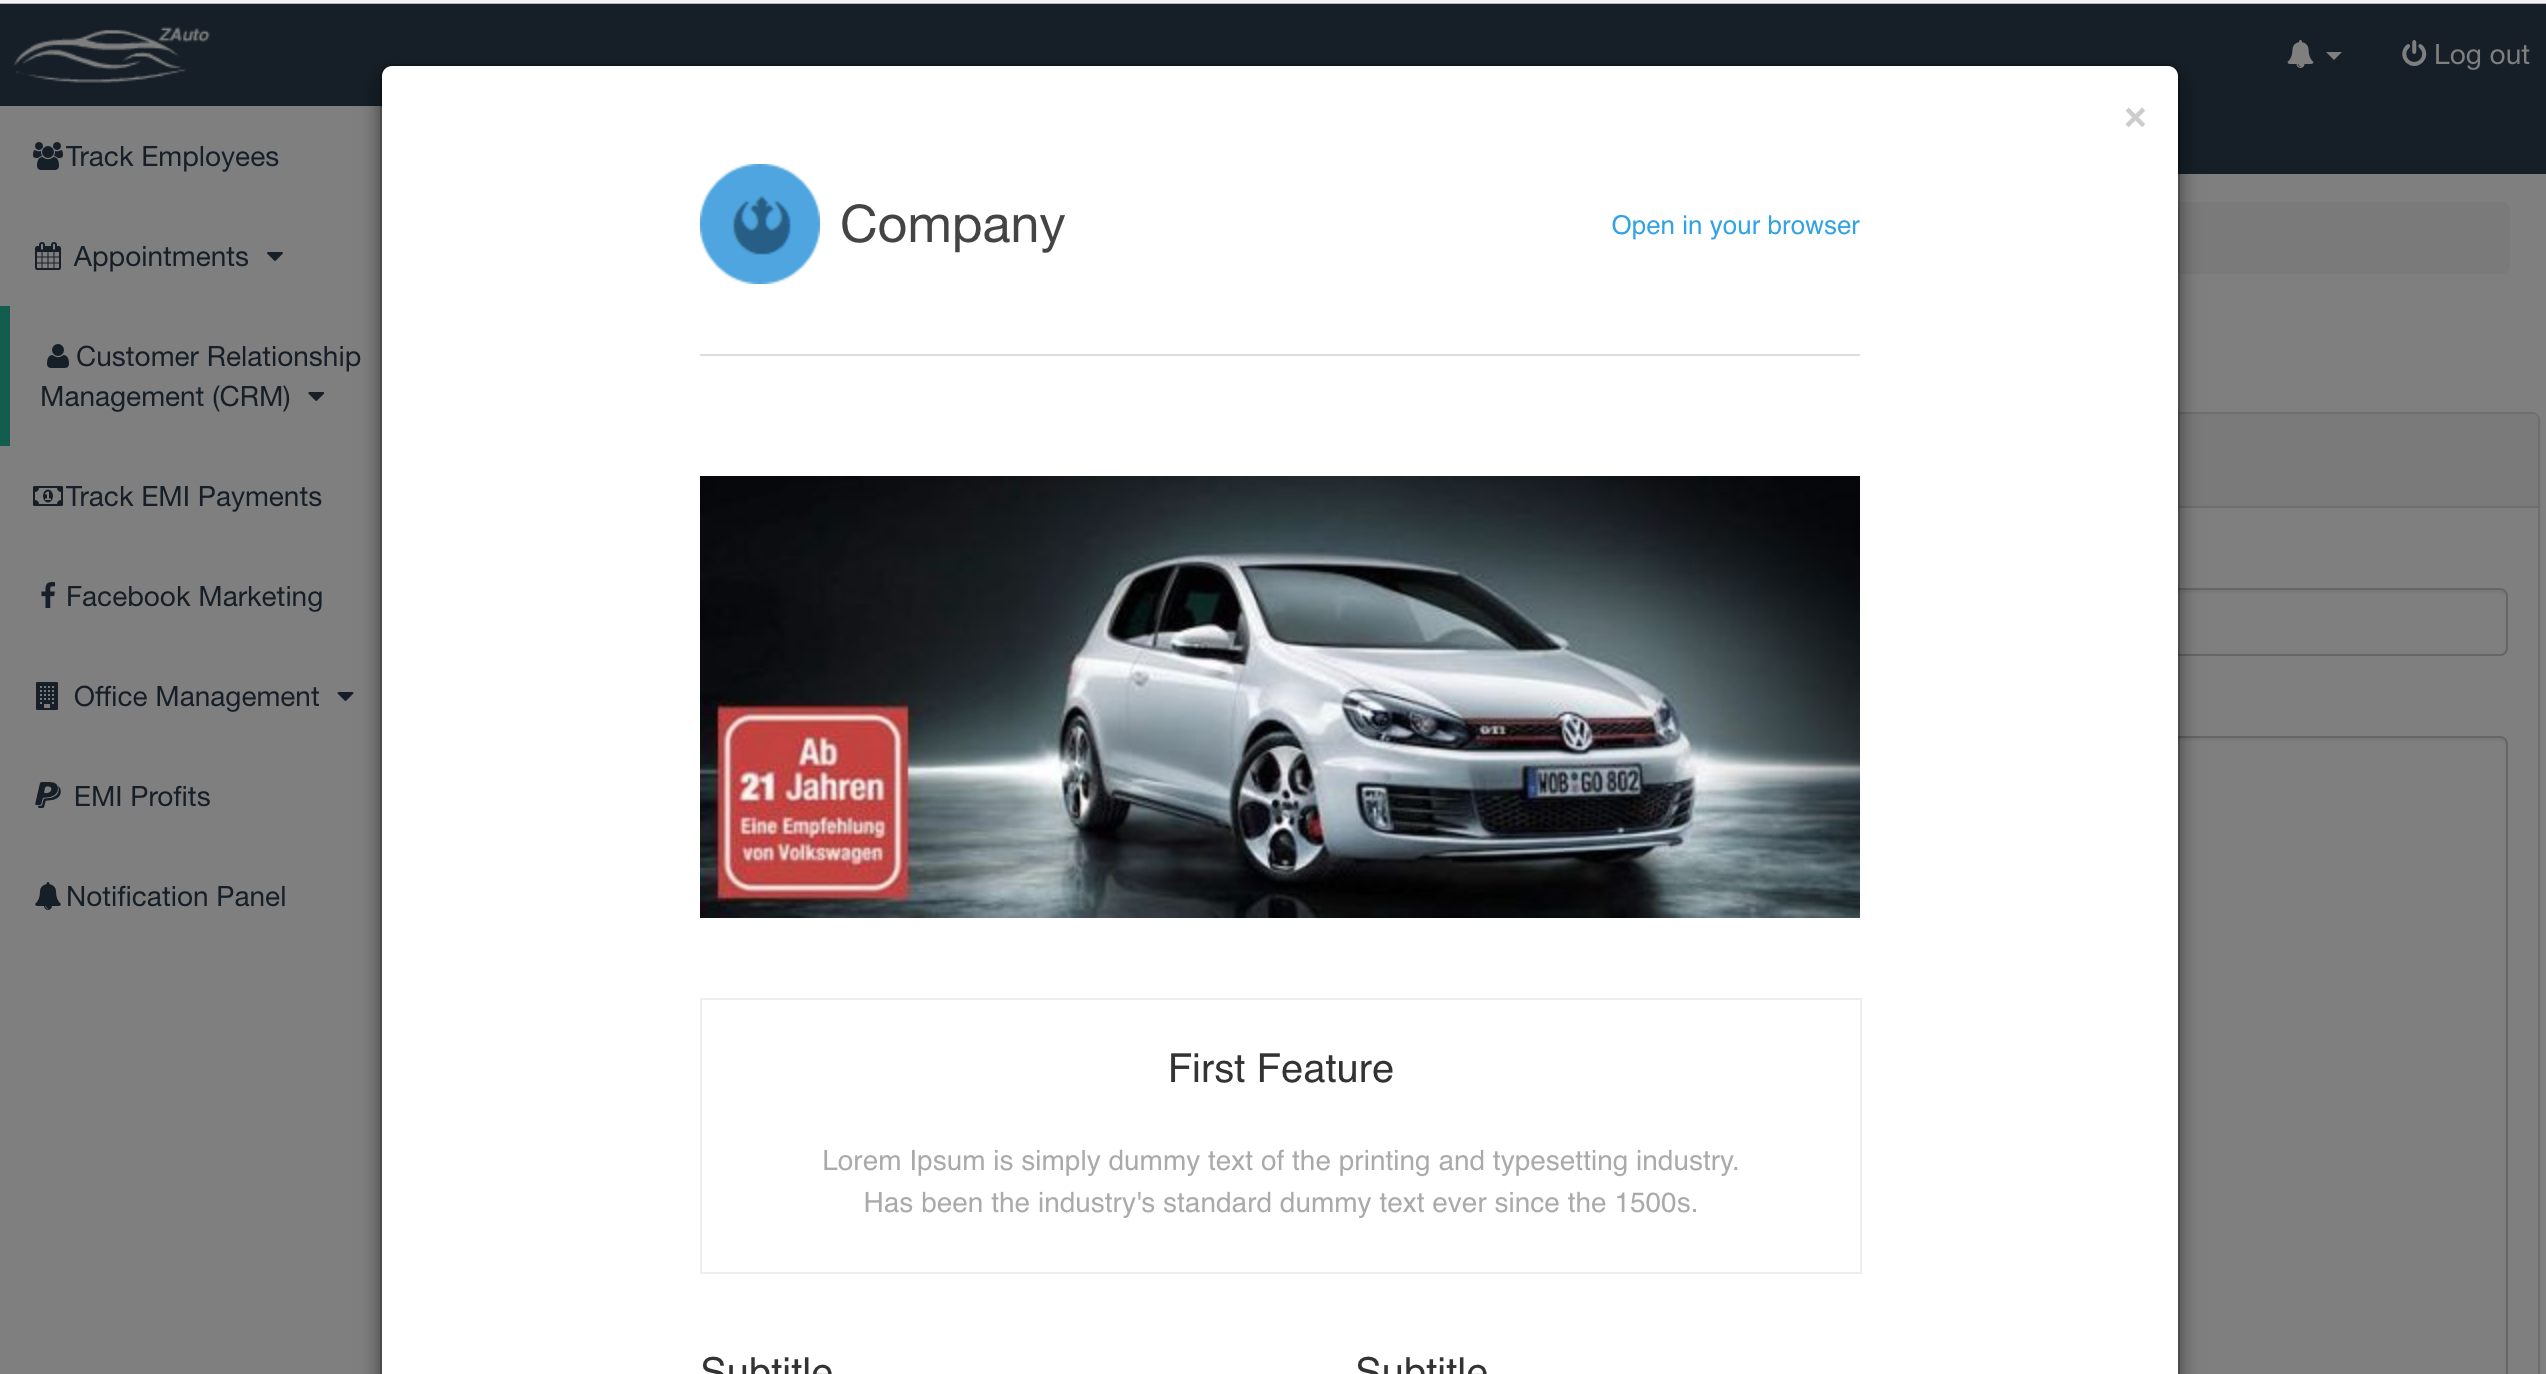 ZAuto
Log out
Track Employees
Appointments
Customer Relationship
Management (CRM)
Track EMI Payments
Facebook Marketing
Office Management
EMI Profits
Notification Panel
×
Company
Open in your browser
GTI
WOB GO 802
Ab
21 Jahren
Eine Empfehlung
von Volkswagen
First Feature
Lorem Ipsum is simply dummy text of the printing and typesetting industry.
Has been the industry's standard dummy text ever since the 1500s.
Subtitle
Subtitle